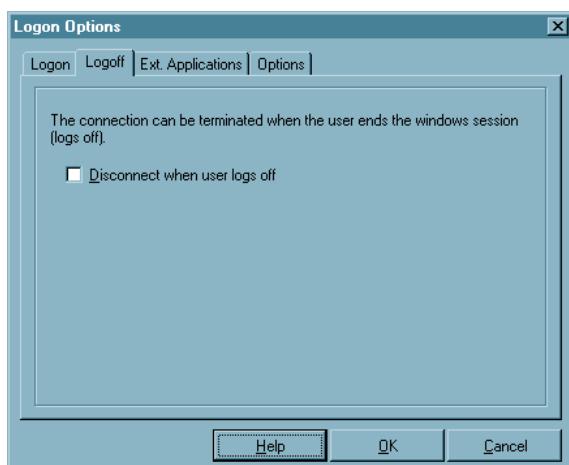 Logon Options
Logon Logoff Ext. Applications Options
The connection can be terminated when the user ends the windows session
(logs off).
Disconnect when user logs off
Help OK Cancel